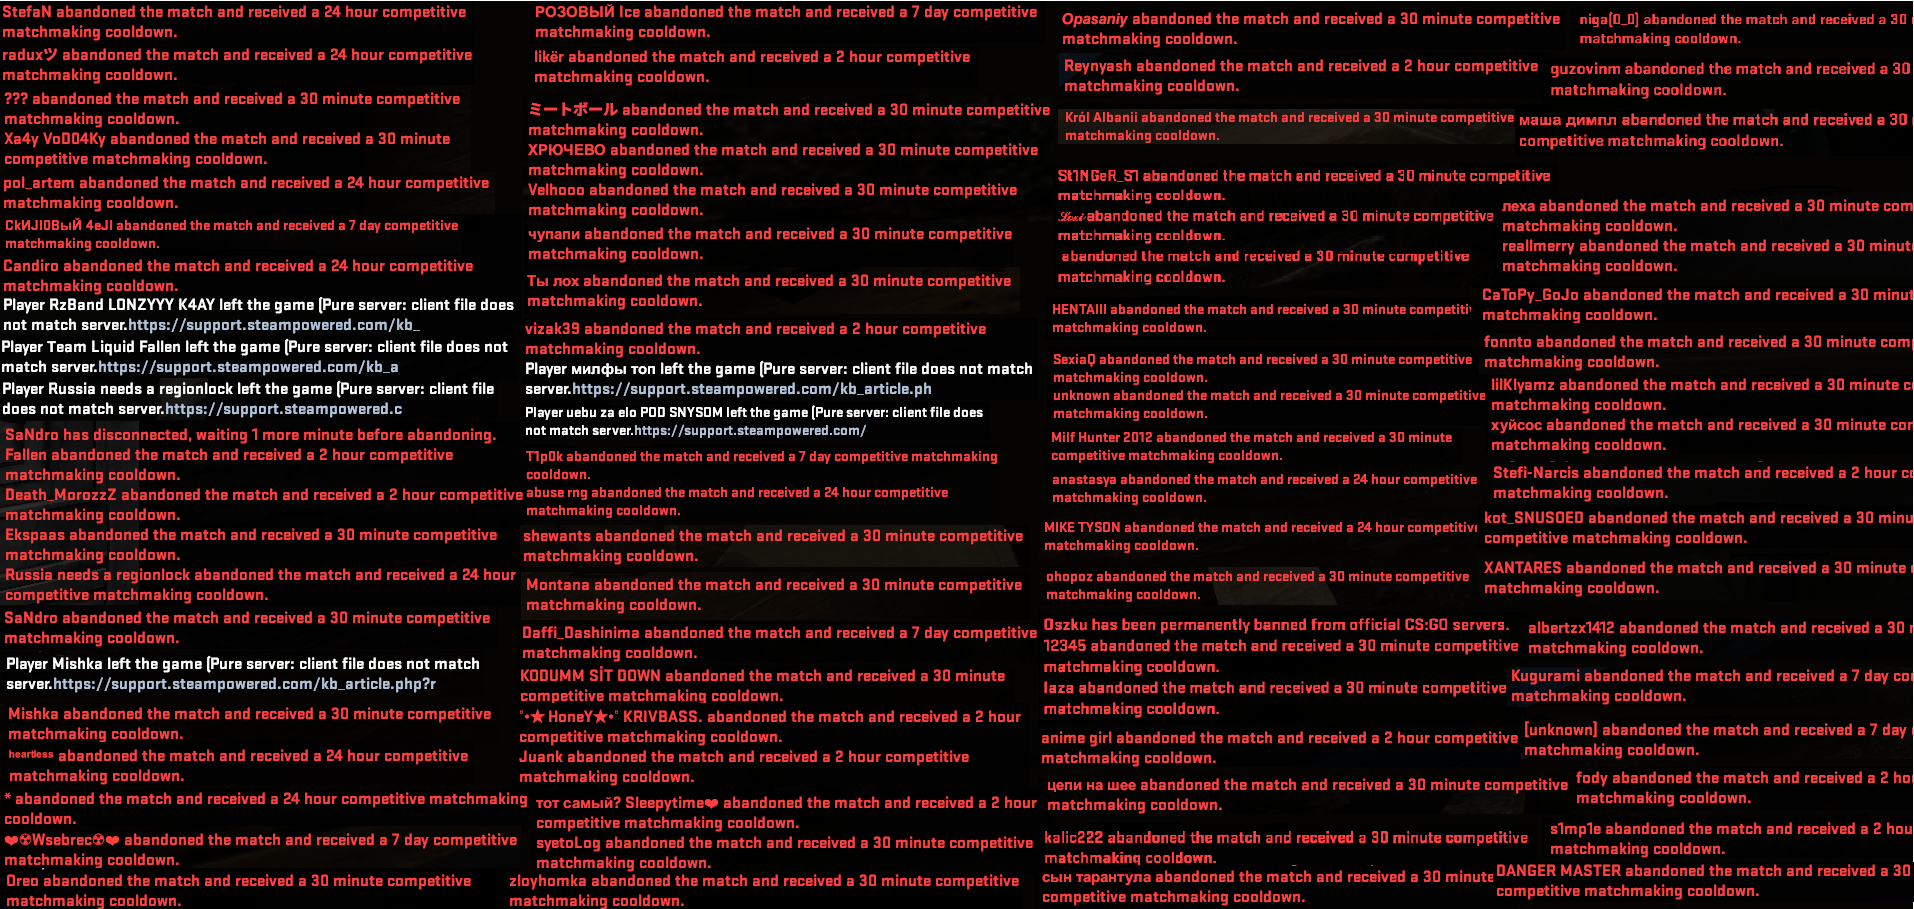 StefaN abandoned the match and received a 24 hour competitive
matchmaking cooldown.
raduxツ abandoned the match and received a 24 hour competitive
matchmaking cooldown.
??? abandoned the match and received a 30 minute competitive
matchmaking cooldown.
Xa4y VoD04Ky abandoned the match and received a 30 minute
competitive matchmaking cooldown.
pol_artem abandoned the match and received a 24 hour competitive
matchmaking cooldown.
CkИJI0BыЙ 4eJI abandoned the match and received a 7 day competitive
matchmaking cooldown.
Candiro abandoned the match and received a 24 hour competitive
matchmaking cooldown.
Player RzBand LONZYYY K4AY left the game (Pure server: client file does
not match server.https://support.steampowered.com/kb_
Player Team Liquid Fallen left the game (Pure server: client file does not
match server.https://support.steampowered.com/kb_a
Player Russia needs a regionlock left the game (Pure server: client file
does not match server.https://support.steampowered.c
SaNdro has disconnected, waiting 1 more minute before abandoning.
Fallen abandoned the match and received a 2 hour competitive
matchmaking cooldown.
Death_MorozzZ abandoned the match and received a 2 hour competitive
matchmaking cooldown.
Ekspaas abandoned the match and received a 30 minute competitive
matchmaking cooldown.
Russia needs a regionlock abandoned the match and received a 24 hour
competitive matchmaking cooldown.
SaNdro abandoned the match and received a 30 minute competitive
matchmaking cooldown.
Player Mishka left the game (Pure server: client file does not match
server.https://support.steampowered.com/kb_article.php?r
Mishka abandoned the match and received a 30 minute competitive
matchmaking cooldown.
heartless abandoned the match and received a 24 hour competitive
matchmaking cooldown.
* abandoned the match and received a 24 hour competitive matchmaking
cooldown.
❤☢Wsebrec☢❤ abandoned the match and received a 7 day competitive
matchmaking cooldown.
Oreo abandoned the match and received a 30 minute competitive
matchmaking cooldown.
РОЗОВЫЙ Ice abandoned the match and received a 7 day competitive
matchmaking cooldown.
likër abandoned the match and received a 2 hour competitive
matchmaking cooldown.
ミートボール abandoned the match and received a 30 minute competitive
matchmaking cooldown.
ХРЮЧЕВО abandoned the match and received a 30 minute competitive
matchmaking cooldown.
Velhooo abandoned the match and received a 30 minute competitive
matchmaking cooldown.
чупапи abandoned the match and received a 30 minute competitive
matchmaking cooldown.
Ты лох abandoned the match and received a 30 minute competitive
matchmaking cooldown.
vizak39 abandoned the match and received a 2 hour competitive
matchmaking cooldown.
Player милфы топ left the game (Pure server: client file does not match
server.https://support.steampowered.com/kb_article.ph
Player uebu za elo POD SNYSOM left the game (Pure server: client file does
not match server.https://support.steampowered.com/
T1p0k abandoned the match and received a 7 day competitive matchmaking
cooldown.
abuse rng abandoned the match and received a 24 hour competitive
matchmaking cooldown.
shewants abandoned the match and received a 30 minute competitive
matchmaking cooldown.
Montana abandoned the match and received a 30 minute competitive
matchmaking cooldown.
Daffi_Dashinima abandoned the match and received a 7 day competitive
matchmaking cooldown.
KODUMM SİT DOWN abandoned the match and received a 30 minute
competitive matchmaking cooldown.
°•★ HoneY★•° KRIVBASS. abandoned the match and received a 2 hour
competitive matchmaking cooldown.
Juank abandoned the match and received a 2 hour competitive
matchmaking cooldown.
тот самый? Sleepytime❤ abandoned the match and received a 2 hour
competitive matchmaking cooldown.
syetoLog abandoned the match and received a 30 minute competitive
matchmaking cooldown.
zloyhomka abandoned the match and received a 30 minute competitive
matchmaking cooldown.
Opasaniy abandoned the match and received a 30 minute competitive
matchmaking cooldown.
Reynyash abandoned the match and received a 2 hour competitive
matchmaking cooldown.
Król Albanii abandoned the match and received a 30 minute competitive
matchmaking cooldown.
St1NGeR_S1 abandoned the match and received a 30 minute competitive
matchmaking cooldown.
abandoned the match and received a 30 minute competitive
matchmaking cooldown.
abandoned the match and received a 30 minute competitive
matchmaking cooldown.
HENTAIII abandoned the match and received a 30 minute competitiv
matchmaking cooldown.
SexiaQ abandoned the match and received a 30 minute competitive
matchmaking cooldown.
unknown abandoned the match and received a 30 minute competitive
matchmaking cooldown.
Milf Hunter 2012 abandoned the match and received a 30 minute
competitive matchmaking cooldown.
anastasya abandoned the match and received a 24 hour competitive
matchmaking cooldown.
MIKE TYSON abandoned the match and received a 24 hour competitive
matchmaking cooldown.
ohopoz abandoned the match and received a 30 minute competitive
matchmaking cooldown.
Oszku has been permanently banned from official CS:GO servers.
12345 abandoned the match and received a 30 minute competitive
matchmaking cooldown.
laza abandoned the match and received a 30 minute competitive
matchmaking cooldown.
anime girl abandoned the match and received a 2 hour competitive
matchmaking cooldown.
цепи на шее abandoned the match and received a 30 minute competitive
matchmaking cooldown.
kalic222 abandoned the match and received a 30 minute competitive
matchmaking cooldown.
сын тарантула abandoned the match and received a 30 minute
competitive matchmaking cooldown.
niga(0_0) abandoned the match and received a 30
matchmaking cooldown.
guzovinm abandoned the match and received a 30
matchmaking cooldown.
маша димпл abandoned the match and received a 30
competitive matchmaking cooldown.
леха abandoned the match and received a 30 minute com
matchmaking cooldown.
reallmerry abandoned the match and received a 30 minut
matchmaking cooldown.
CaToPy_GoJo abandoned the match and received a 30 minut
matchmaking cooldown.
fonnto abandoned the match and received a 30 minute com
matchmaking cooldown.
lilKlyamz abandoned the match and received a 30 minute c
matchmaking cooldown.
хуйсос abandoned the match and received a 30 minute co
matchmaking cooldown.
Stefi-Narcis abandoned the match and received a 2 hour c
matchmaking cooldown.
kot_SNUSOED abandoned the match and received a 30 minu
competitive matchmaking cooldown.
XANTARES abandoned the match and received a 30 minute
matchmaking cooldown.
albertzx1412 abandoned the match and received a 30
matchmaking cooldown.
Kugurami abandoned the match and received a 7 day co
matchmaking cooldown.
[unknown] abandoned the match and received a 7 day
matchmaking cooldown.
fody abandoned the match and received a 2 ho
matchmaking cooldown.
s1mp1e abandoned the match and received a 2 hou
matchmaking cooldown.
DANGER MASTER abandoned the match and received a 30
competitive matchmaking cooldown.